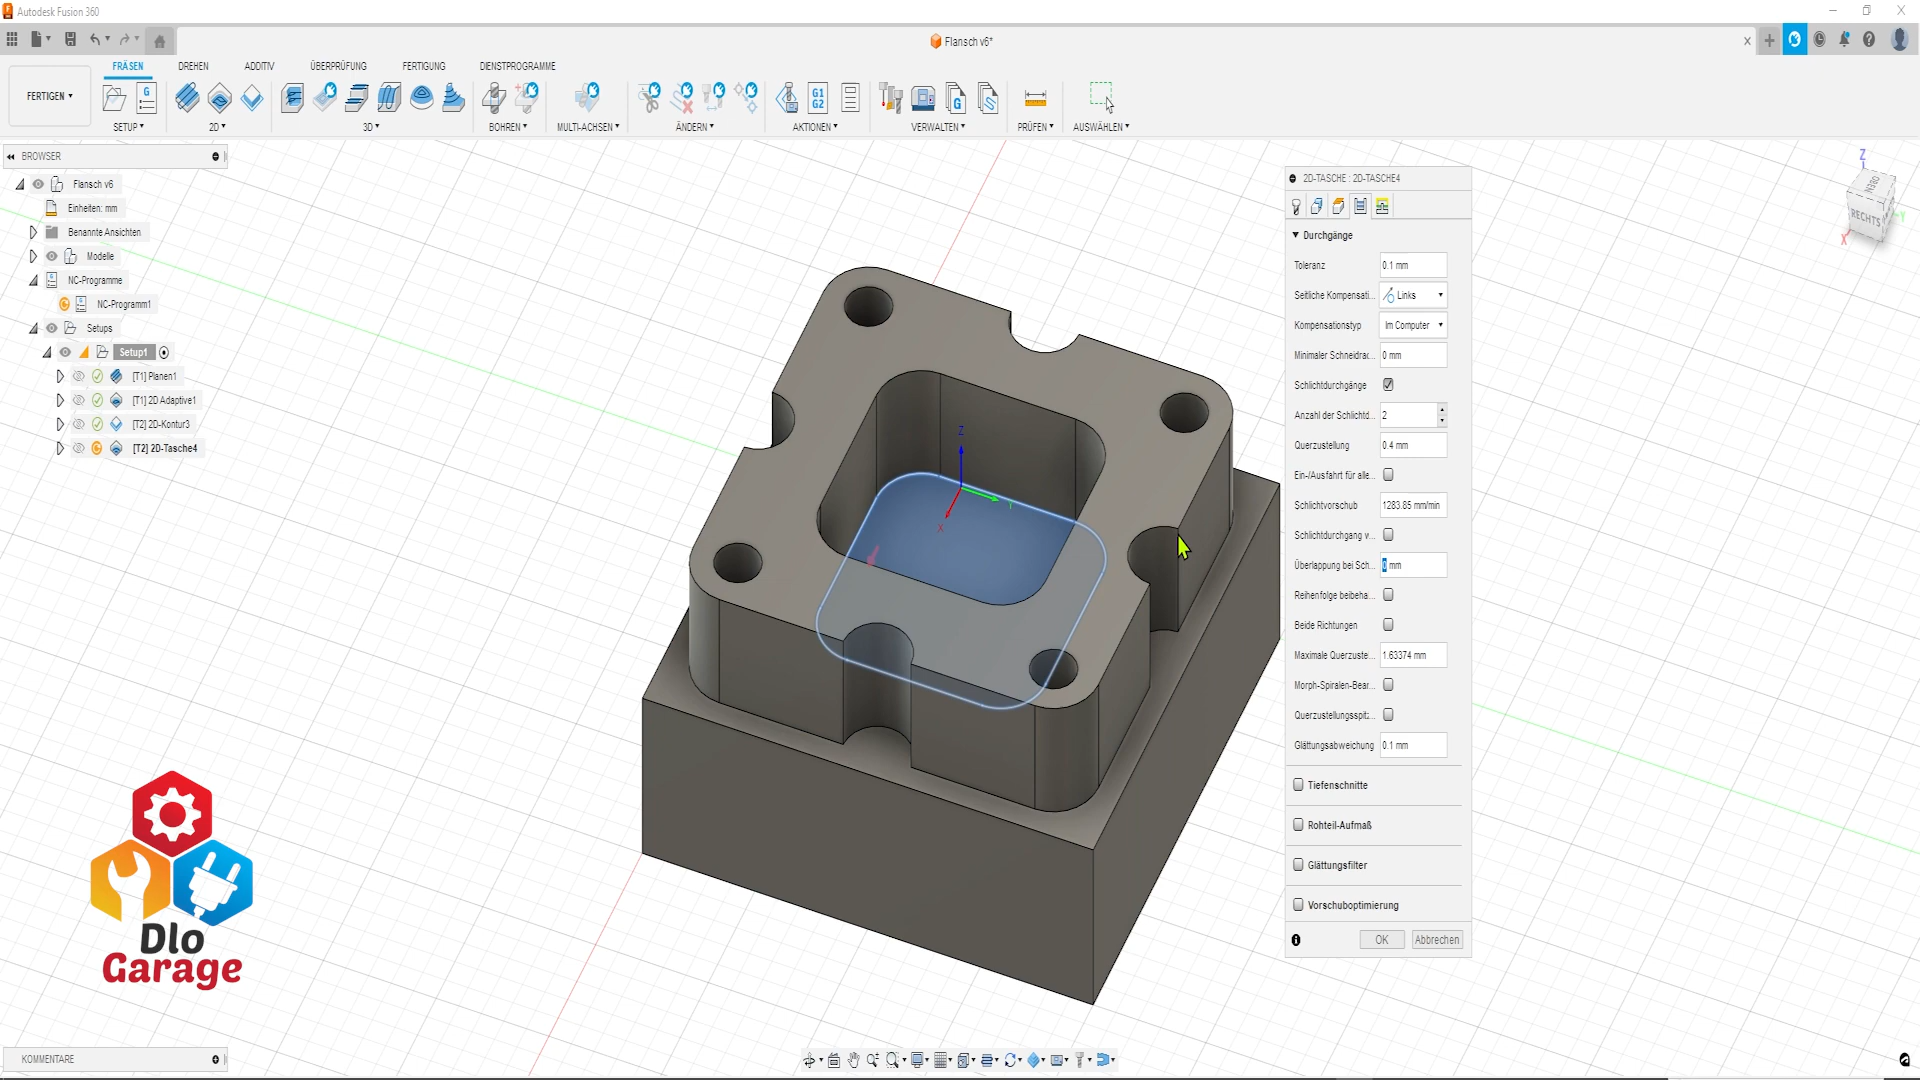 Autodesk Fusion 360
Flansch v6*
FRÄSEN DREHEN ADDITIV ÜBERPRÜFUNG FERTIGUNG DIENSTPROGRAMME
FERTIGEN
SETUP 2D 3D BOHREN MULTI-ACHSEN ÄNDERN AKTIONEN VERWALTEN PRÜFEN AUSWÄHLEN
G
G1
G2
G
BROWSER
Flansch v6
Einheiten: mm
Benannte Ansichten
Modelle
NC-Programme
NC-Programm1
Setups
Setup1
[T1] Planen1
[T1] 2D Adaptive1
[T2] 2D-Kontur3
[T2] 2D-Tasche4
Z
X
Dlo
Garage
2D-TASCHE : 2D-TASCHE4
Durchgänge
Toleranz 0.1 mm
Seitliche Kompensati... Links
Kompensationstyp Im Computer
Minimaler Schneidrac... 0 mm
Schlichtdurchgänge
Anzahl der Schlichtd... 2
Querzustellung 0.4 mm
Ein-/Ausfahrt für alle...
Schlichtvorschub 1283.85 mm/min
Schlichtdurchgang v...
Überlappung bei Sch... 0 mm
Reihenfolge beibeha...
Beide Richtungen
Maximale Querzuste... 1.63374 mm
Morph-Spiralen-Bear...
Querzustellungsspitz...
Glättungsabweichung 0.1 mm
Tiefenschnitte
Rohteil-Aufmaß
Glättungsfilter
Vorschuboptimierung
OK Abbrechen
Z
OBEN
RECHTS
Y
X
KOMMENTARE